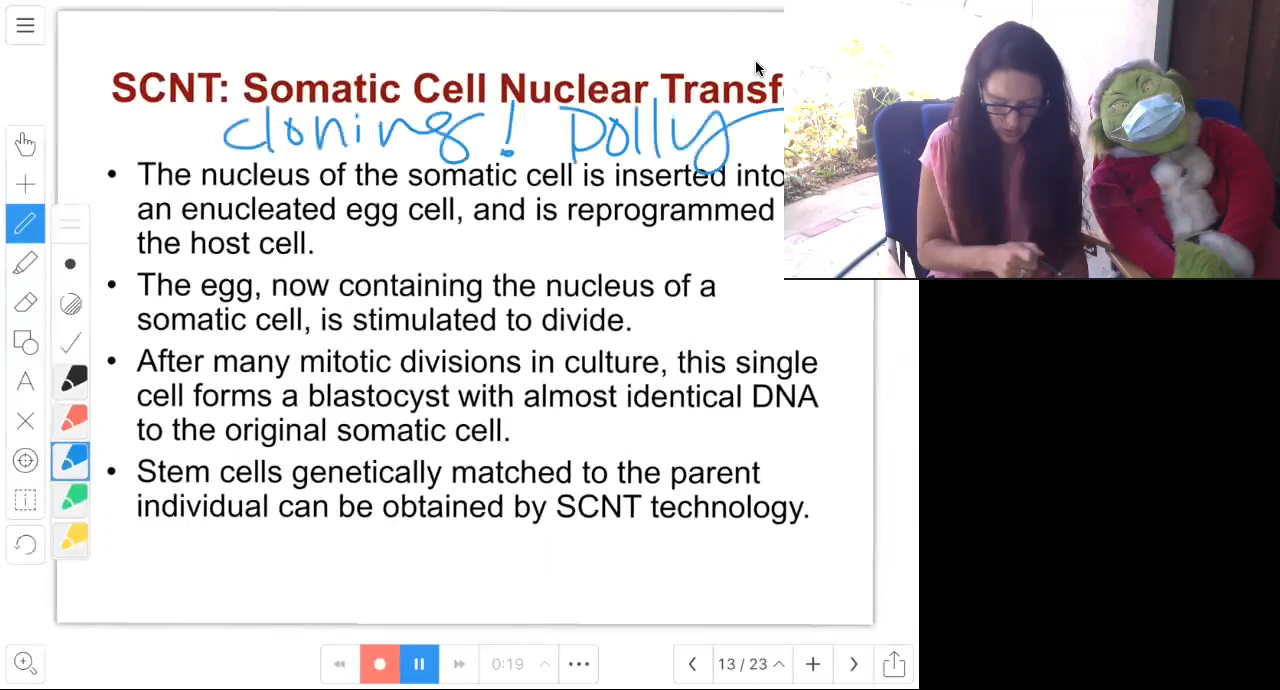 SCNT: Somatic Cell Nuclear Transf
cloning! Dolly
• The nucleus of the somatic cell is inserted into
an enucleated egg cell, and is reprogrammed
the host cell.
• The egg, now containing the nucleus of a
somatic cell, is stimulated to divide.
• After many mitotic divisions in culture, this single
cell forms a blastocyst with almost identical DNA
to the original somatic cell.
• Stem cells genetically matched to the parent
individual can be obtained by SCNT technology.
A
0:19
13 / 23